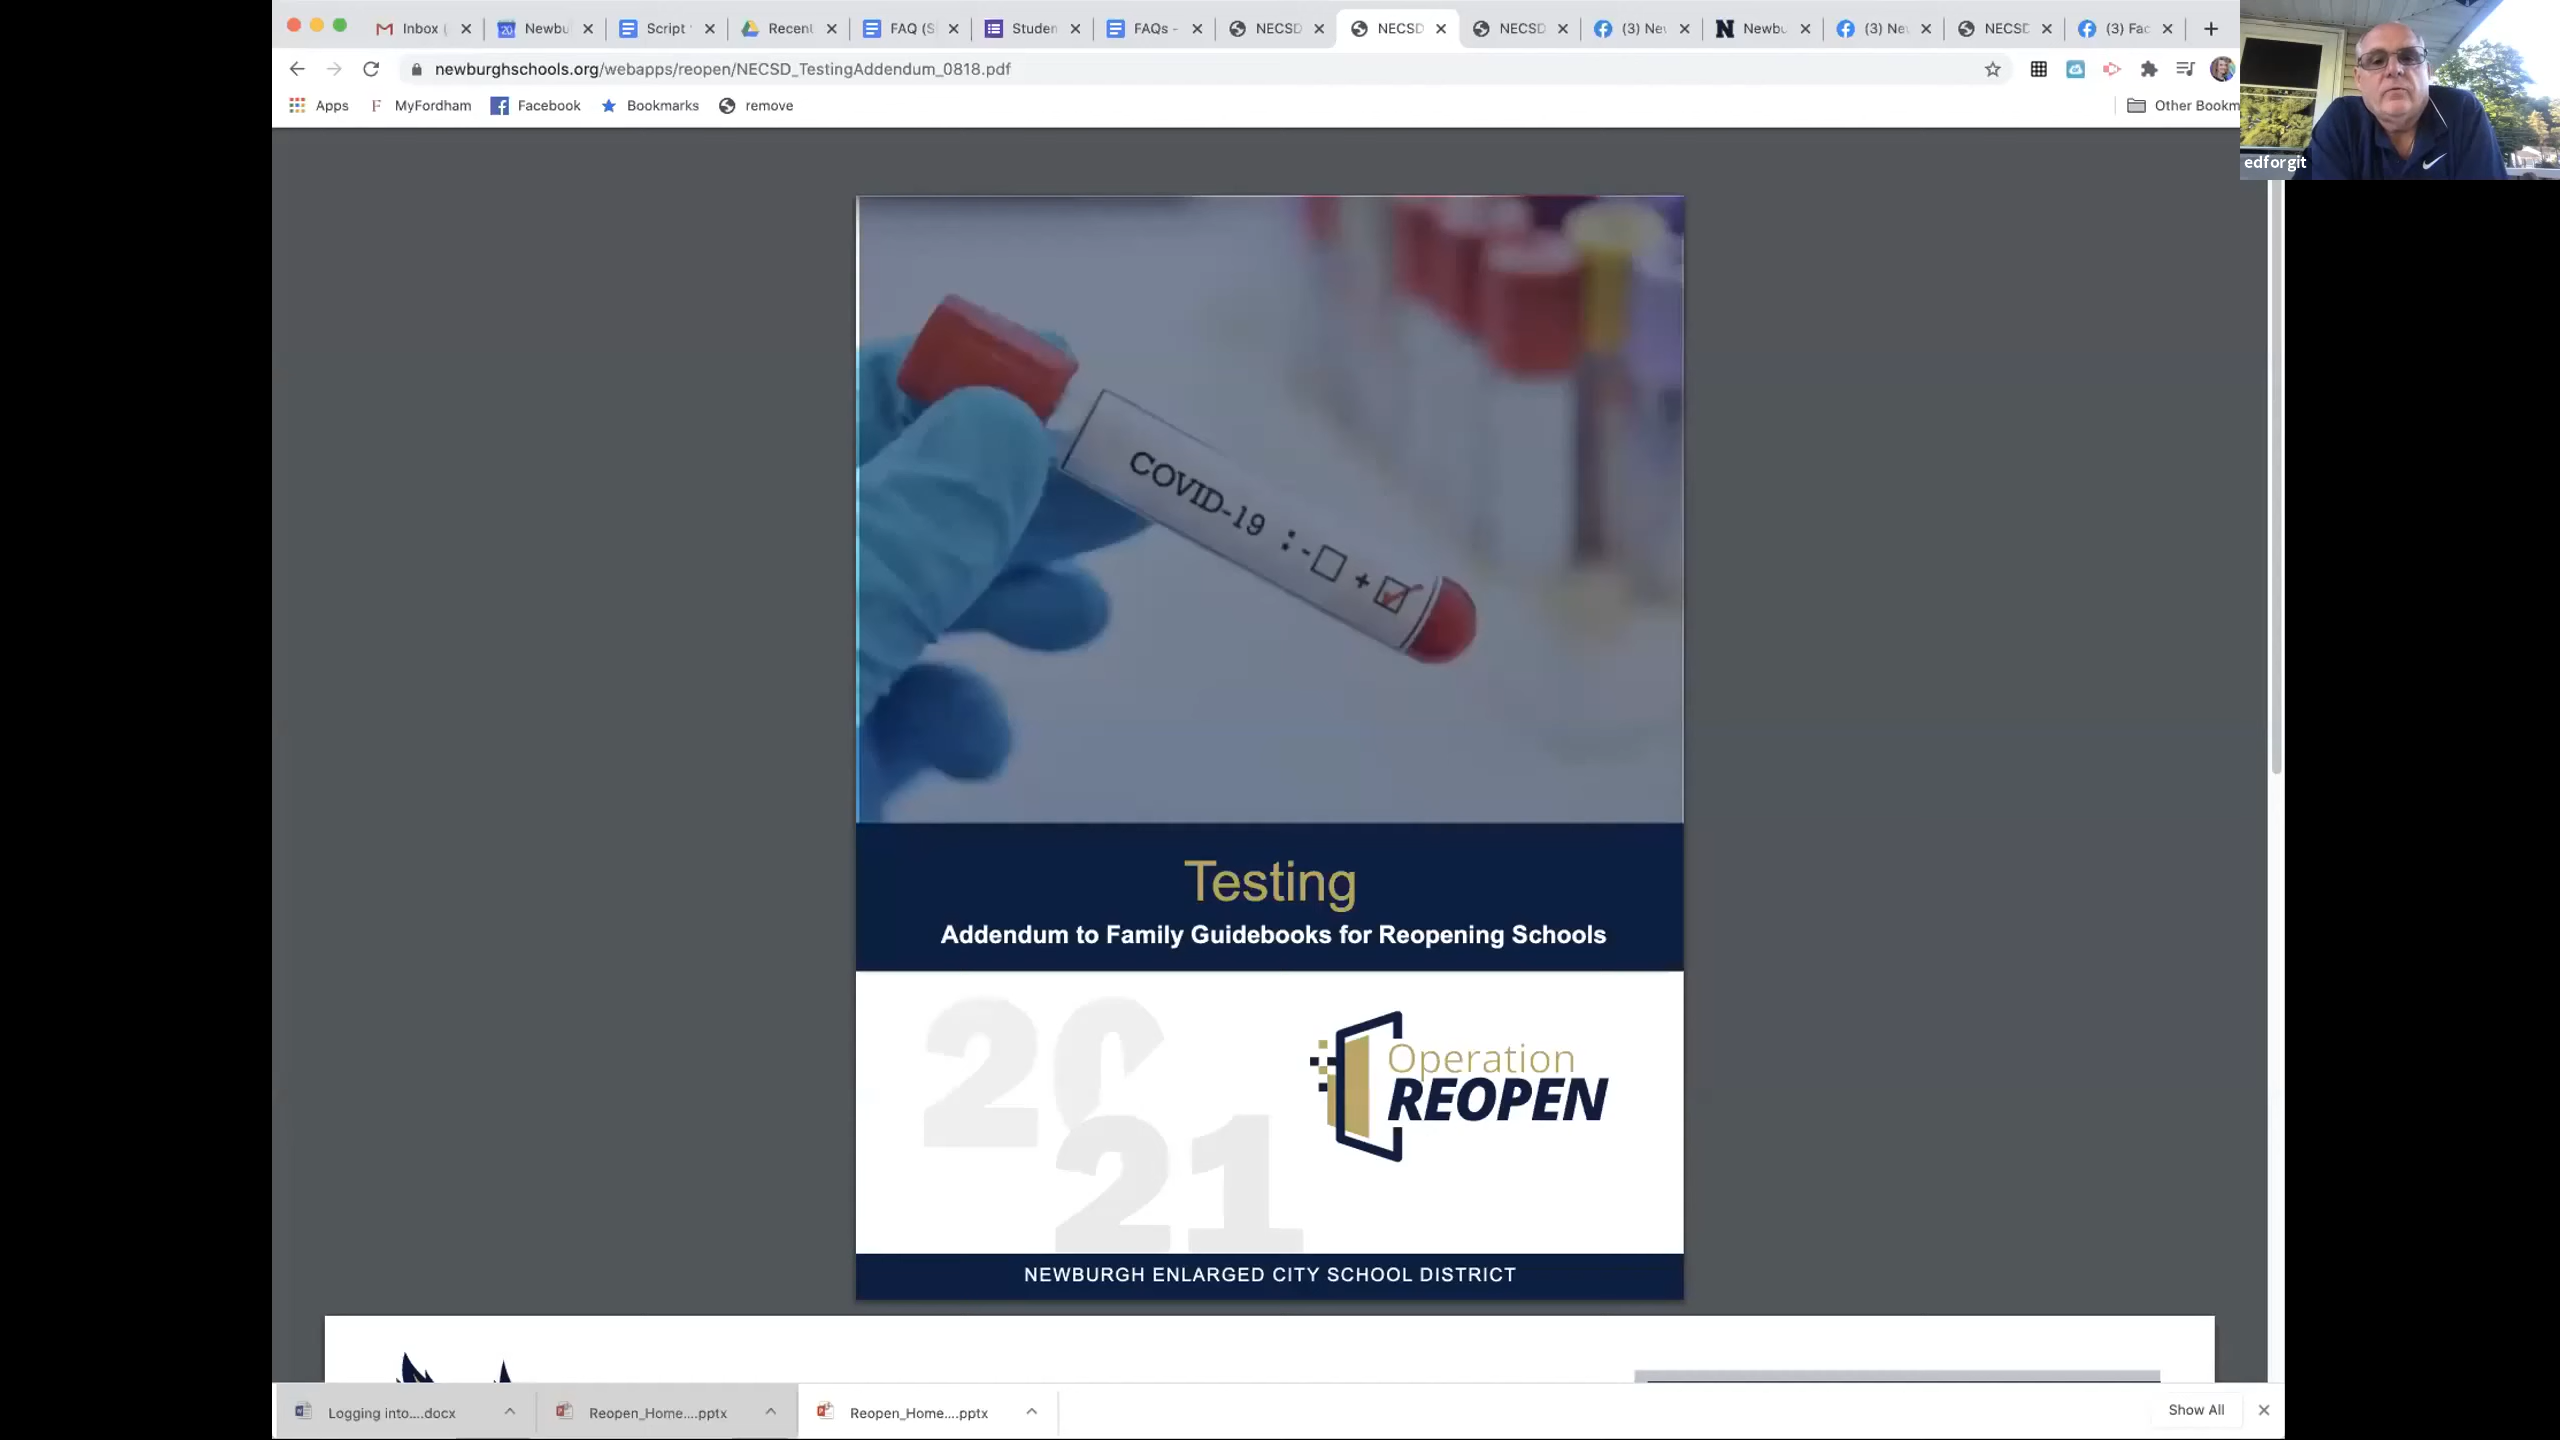 Inbox (
Newbu
Script
Recent
FAQ (S
Studen
FAQs -
NECSD
NECSD
NECSD
(3) Nev
Newbu
(3) Nev
NECSD
(3) Fac
newburghschools.org/webapps/reopen/NECSD_TestingAddendum_0818.pdf
Apps
MyFordham
Facebook
Bookmarks
remove
Other Bookm
edforgit
COVID-19 : - +
Testing
Addendum to Family Guidebooks for Reopening Schools
20
21
Operation
REOPEN
NEWBURGH ENLARGED CITY SCHOOL DISTRICT
Logging into....docx
Reopen_Home....pptx
Reopen_Home....pptx
Show All